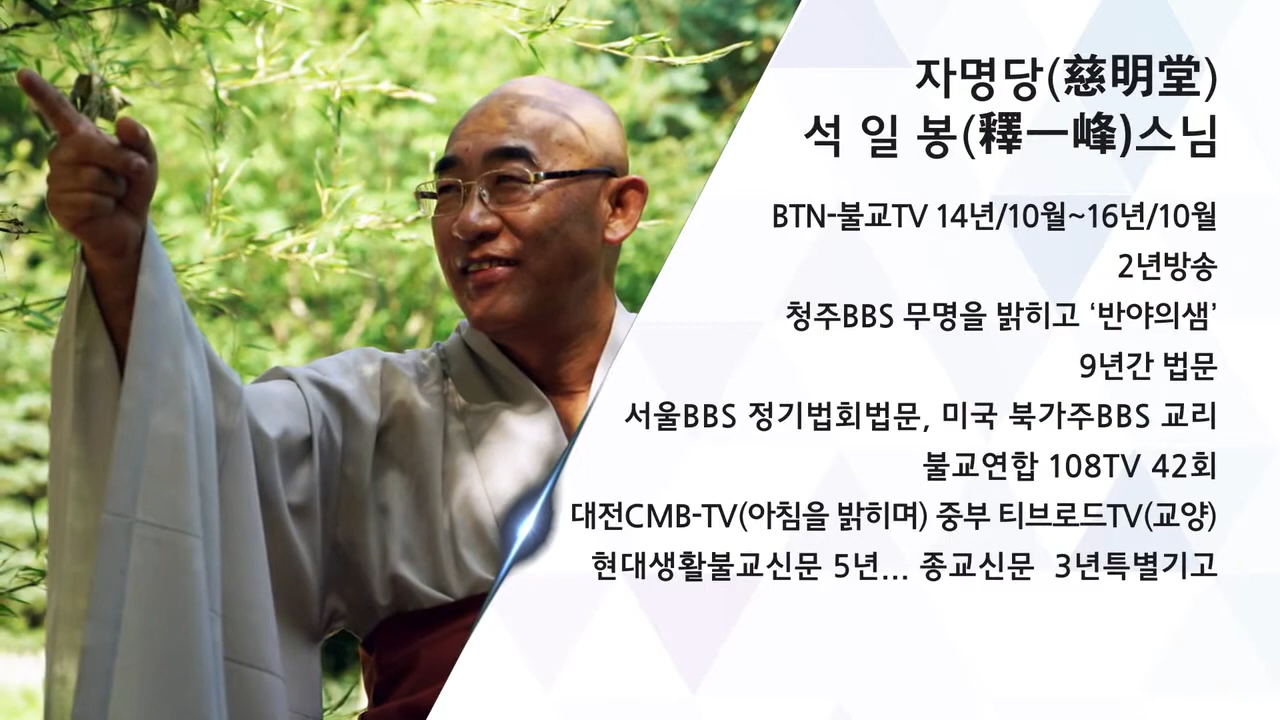 자명당(慈明堂)
석 일 봉(釋一峰)스님
BTN-불교TV 14년/10월~16년/10월
2년방송
청주BBS 무명을 밝히고 ‘반야의샘’
9년간 법문
서울BBS 정기법회법문, 미국 북가주BBS 교리
불교연합 108TV 42회
대전CMB-TV(아침을 밝히며) 중부 티브로드TV(교양)
현대생활불교신문 5년... 종교신문 3년특별기고